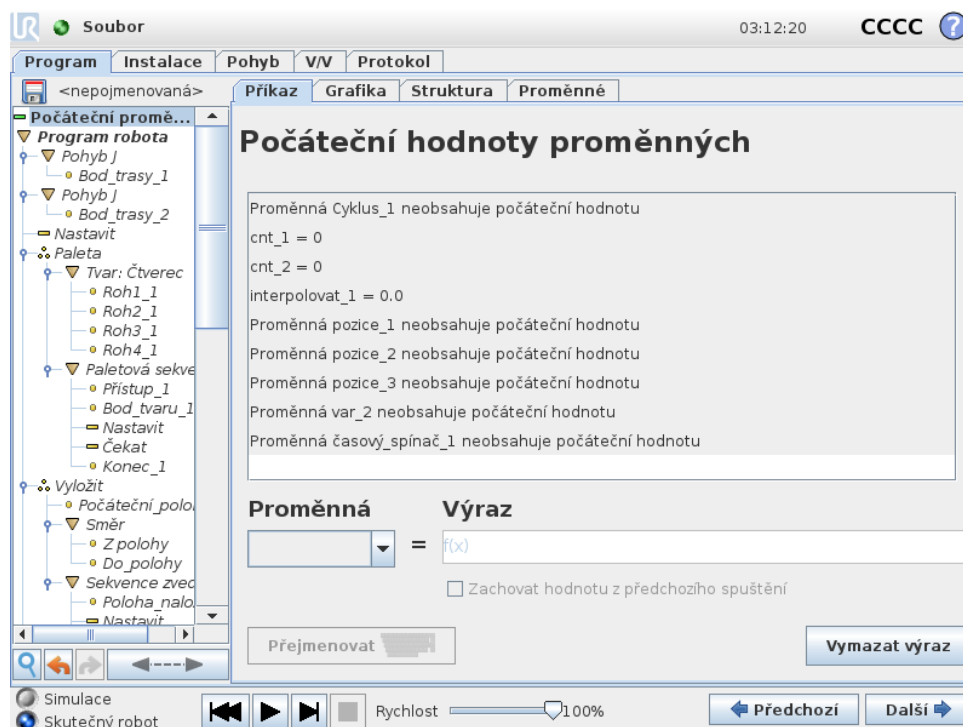 UR Soubor 03:12:20 CCCC ?
Program Instalace Pohyb V/V Protokol
<nepojmenovaná> Příkaz Grafika Struktura Proměnné
Počáteční promě...
Program robota
Pohyb J
Bod_trasy_1
Pohyb J
Bod_trasy_2
Nastavit
Paleta
Tvar: Čtverec
Roh1_1
Roh2_1
Roh3_1
Roh4_1
Paletová sekve
Přístup_1
Bod_tvaru_1
Nastavit
Čekat
Konec_1
Vyložit
Počáteční_polo
Směr
Z polohy
Do_polohy
Sekvence zved
Poloha_nalo
Nastavit
Počáteční hodnoty proměnných
Proměnná Cyklus_1 neobsahuje počáteční hodnotu
cnt_1 = 0
cnt_2 = 0
interpolovat_1 = 0.0
Proměnná pozice_1 neobsahuje počáteční hodnotu
Proměnná pozice_2 neobsahuje počáteční hodnotu
Proměnná pozice_3 neobsahuje počáteční hodnotu
Proměnná var_2 neobsahuje počáteční hodnotu
Proměnná časový_spínač_1 neobsahuje počáteční hodnotu
Proměnná Výraz
= f(x)
Zachovat hodnotu z předchozího spuštění
Přejmenovat Vymazat výraz
Simulace
Skutečný robot
Rychlost 100% Předchozí Další